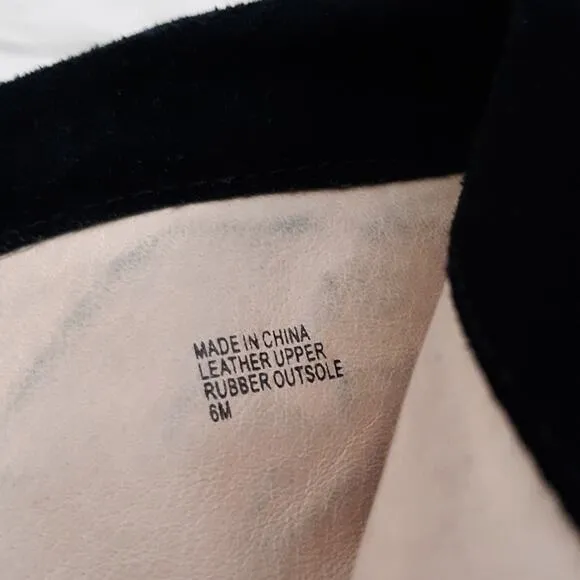 MADE IN CHINA
LEATHER UPPER
RUBBER OUTSOLE
6M